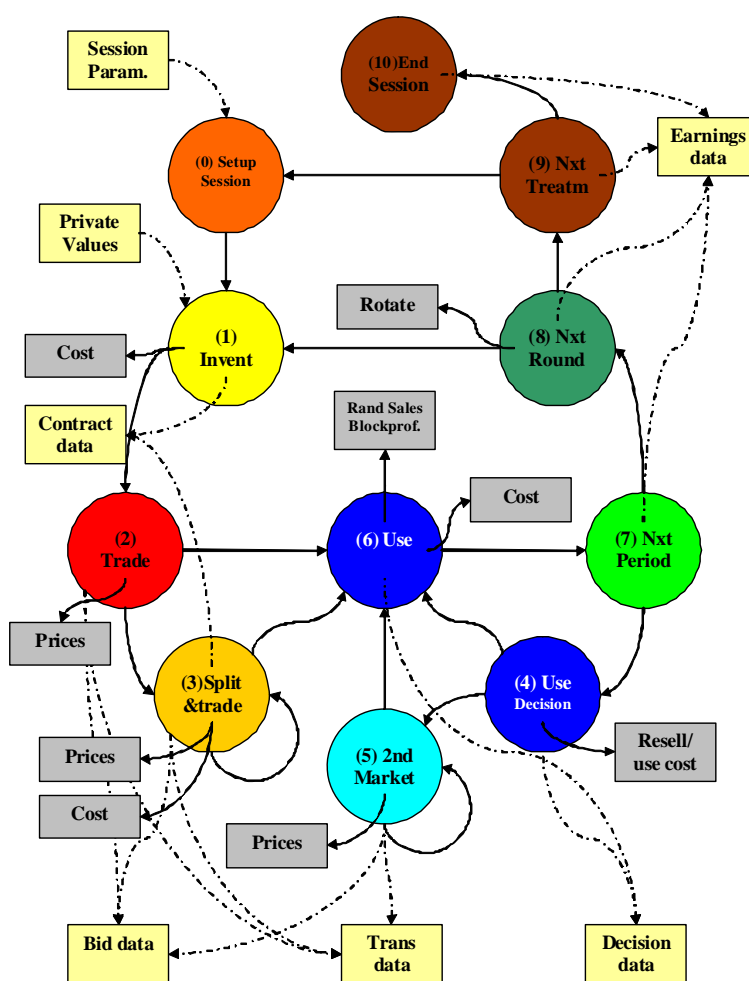 Session
Param.
(10)End
Session
Earnings
data
(0) Setup
Session
(9) Nxt
Treatm
Private
Values
Rotate
(1)
Invent
(8) Nxt
Round
Cost
Rand Sales
Blockprof.
Contract
data
Cost
(2)
Trade
(6) Use
(7) Nxt
Period
Prices
(3)Split
&trade
(4) Use
Decision
Prices
(5) 2nd
Market
Resell/
use cost
Cost
Prices
Bid data
Trans
data
Decision
data